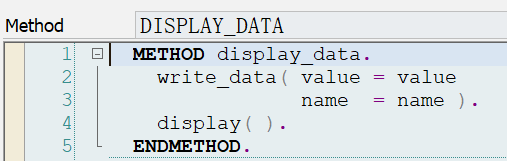 Method DISPLAY_DATA
1 METHOD display_data.
2 write_data( value = value
3 name  = name ).
4 display( ).
5 ENDMETHOD.